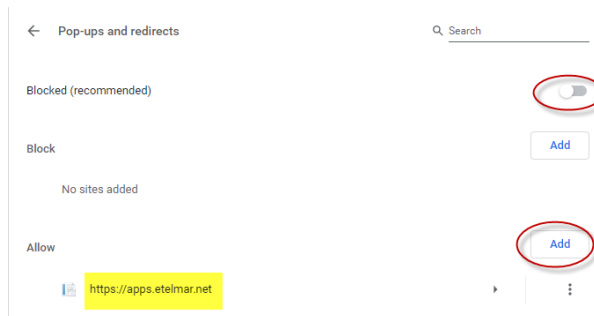 Pop-ups and redirects
Search
Blocked (recommended)
Block
Add
No sites added
Allow
Add
https://apps.etelmar.net